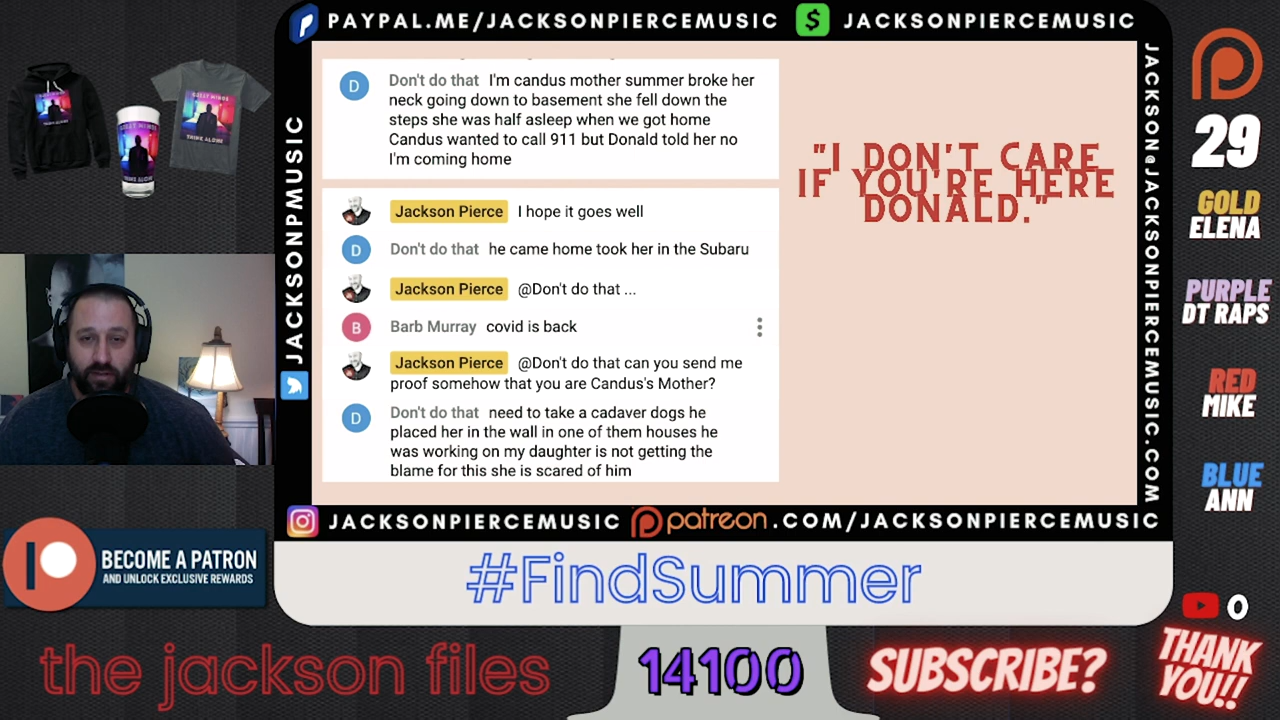 PAYPAL.ME/JACKSONPIERCEMUSIC
JACKSONPIERCEMUSIC
D
Don't do that I'm candus mother summer broke her
neck going down to basement she fell down the
steps she was half asleep when we got home
Candus wanted to call 911 but Donald told her no
I'm coming home
Jackson Pierce I hope it goes well
D
Don't do that he came home took her in the Subaru
Jackson Pierce @Don't do that ...
B
Barb Murray covid is back
Jackson Pierce @Don't do that can you send me
proof somehow that you are Candus's Mother?
D
Don't do that need to take a cadaver dogs he
placed her in the wall in one of them houses he
was working on my daughter is not getting the
blame for this she is scared of him
"I DON'T CARE
IF YOU'RE HERE
DONALD."
JACKSONPMUSIC
JACKSON@JACKSONPIERCEMUSIC.COM
29
GOLD
ELENA
PURPLE
DT RAPS
RED
MIKE
BLUE
ANN
JACKSONPIERCEMUSIC
patreon.COM/JACKSONPIERCEMUSIC
BECOME A PATRON
AND UNLOCK EXCLUSIVE REWARDS
#FindSummer
0
the jackson files
14100
SUBSCRIBE?
THANK
YOU!!